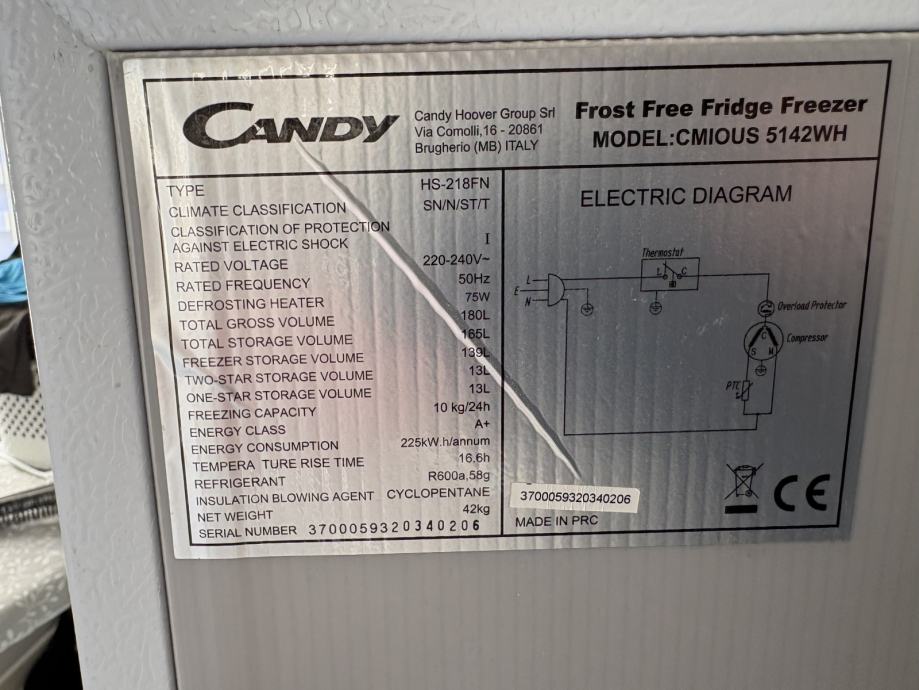 CANDY
Candy Hoover Group Srl
Via Comolli,16 - 20861
Brugherio (MB) ITALY
Frost Free Fridge Freezer
MODEL:CMIOUS 5142WH
TYPE HS-218FN
CLIMATE CLASSIFICATION SN/N/ST/T
CLASSIFICATION OF PROTECTION
AGAINST ELECTRIC SHOCK I
RATED VOLTAGE 220-240V~
RATED FREQUENCY 50Hz
DEFROSTING HEATER 75W
TOTAL GROSS VOLUME 180L
TOTAL STORAGE VOLUME 165L
FREEZER STORAGE VOLUME 139L
TWO-STAR STORAGE VOLUME 13L
ONE-STAR STORAGE VOLUME 13L
FREEZING CAPACITY 10 kg/24h
ENERGY CLASS A+
ENERGY CONSUMPTION 225kW.h/annum
TEMPERA TURE RISE TIME 16,6h
REFRIGERANT R600a,58g
INSULATION BLOWING AGENT CYCLOPENTANE
NET WEIGHT 42kg
SERIAL NUMBER 3700059320340206
ELECTRIC DIAGRAM
Thermostat
L C
L
E
N
Overload Protector
C
S M
Compressor
PTC
3700059320340206
MADE IN PRC
CE